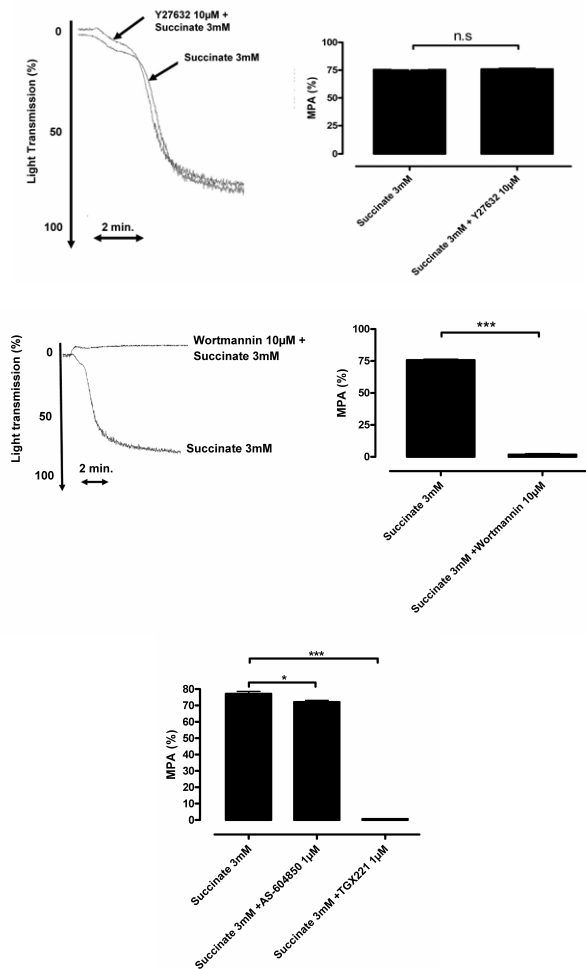 Y27632 10µM +
Succinate 3mM
Succinate 3mM
Light Transmission (%)
0
50
100
2 min.
n.s
MPA (%)
100
75
50
25
0
Succinate 3mM
Succinate 3mM + Y27632 10µM
Wortmannin 10µM +
Succinate 3mM
Succinate 3mM
Light transmission (%)
0
50
100
2 min.
***
MPA (%)
100
75
50
25
0
Succinate 3mM
Succinate 3mM +Wortmannin 10µM
***
*
MPA (%)
80
70
60
50
40
30
20
10
0
Succinate 3mM
Succinate 3mM +AS-604850 1µM
Succinate 3mM +TGX221 1µM